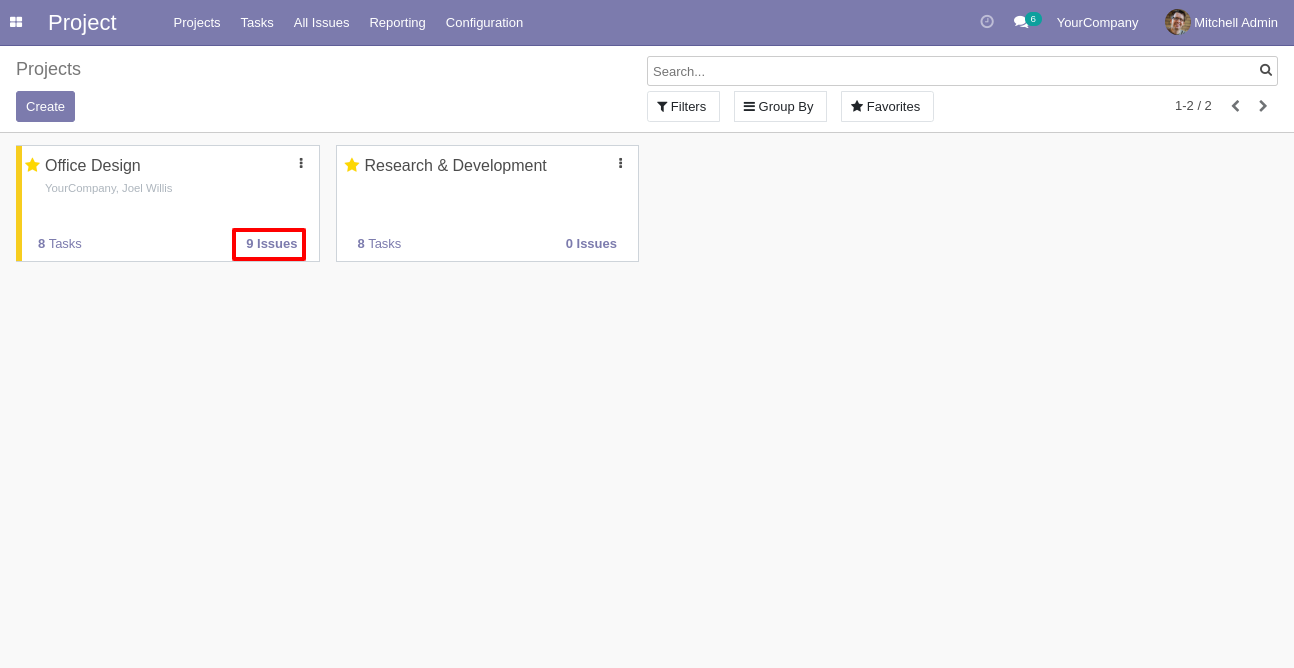 Project Projects Tasks All Issues Reporting Configuration 6 YourCompany Mitchell Admin
Projects
Search...
Create Filters Group By Favorites 1-2 / 2
Office Design
YourCompany, Joel Willis
8 Tasks 9 Issues
Research & Development
8 Tasks 0 Issues